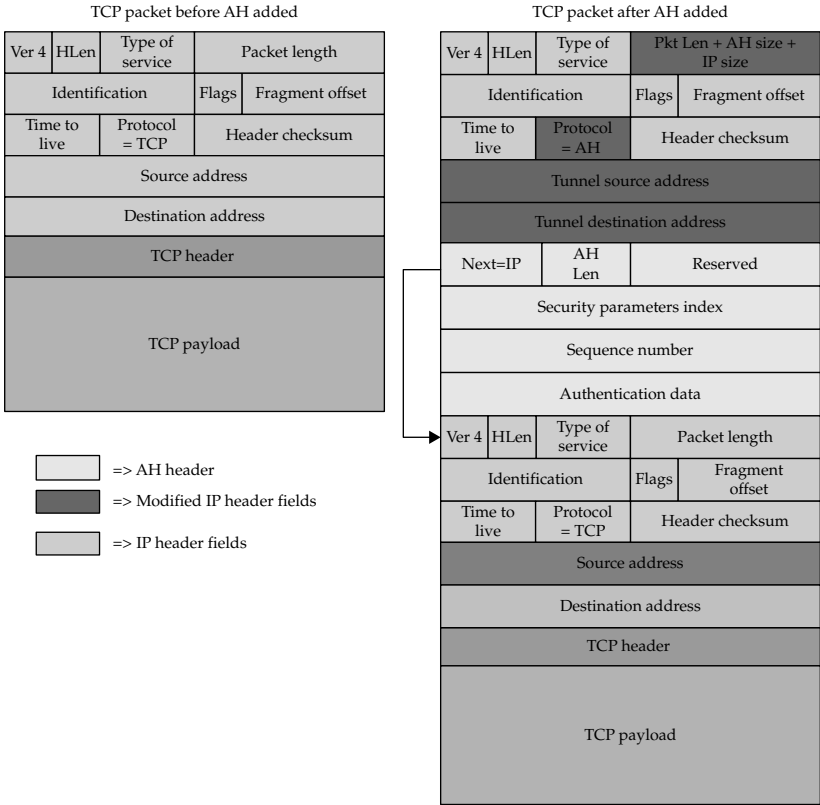 TCP packet before AH added
Ver 4 HLen Type of service Packet length
Identification Flags Fragment offset
Time to live Protocol = TCP Header checksum
Source address
Destination address
TCP header
TCP payload
=> AH header
=> Modified IP header fields
=> IP header fields
TCP packet after AH added
Ver 4 HLen Type of service Pkt Len + AH size + IP size
Identification Flags Fragment offset
Time to live Protocol = AH Header checksum
Tunnel source address
Tunnel destination address
Next=IP AH Len Reserved
Security parameters index
Sequence number
Authentication data
Ver 4 HLen Type of service Packet length
Identification Flags Fragment offset
Time to live Protocol = TCP Header checksum
Source address
Destination address
TCP header
TCP payload